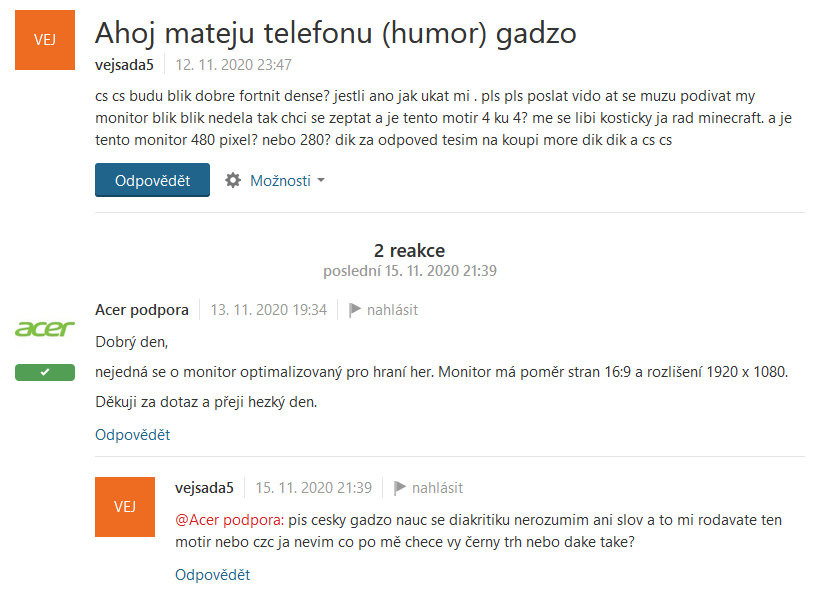 VEJ
Ahoj mateju telefonu (humor) gadzo
vejsada5 12. 11. 2020 23:47
cs cs budu blik dobre fortnit dense? jestli ano jak ukat mi . pls pls poslat vido at se muzu podivat my
monitor blik blik nedela tak chci se zeptat a je tento motir 4 ku 4? me se libi kosticky ja rad minecraft. a je
tento monitor 480 pixel? nebo 280? dik za odpoved tesim na koupi more dik dik a cs cs
Odpovědět Možnosti
2 reakce
poslední 15. 11. 2020 21:39
acer
Acer podpora 13. 11. 2020 19:34 nahlásit
Dobrý den,
nejedná se o monitor optimalizovaný pro hraní her. Monitor má poměr stran 16:9 a rozlišení 1920 x 1080.
Děkuji za dotaz a přeji hezký den.
Odpovědět
VEJ
vejsada5 15. 11. 2020 21:39 nahlásit
@Acer podpora: pis cesky gadzo nauc se diakritiku nerozumim ani slov a to mi rodavate ten
motir nebo czc ja nevim co po mě chece vy černy trh nebo dake take?
Odpovědět